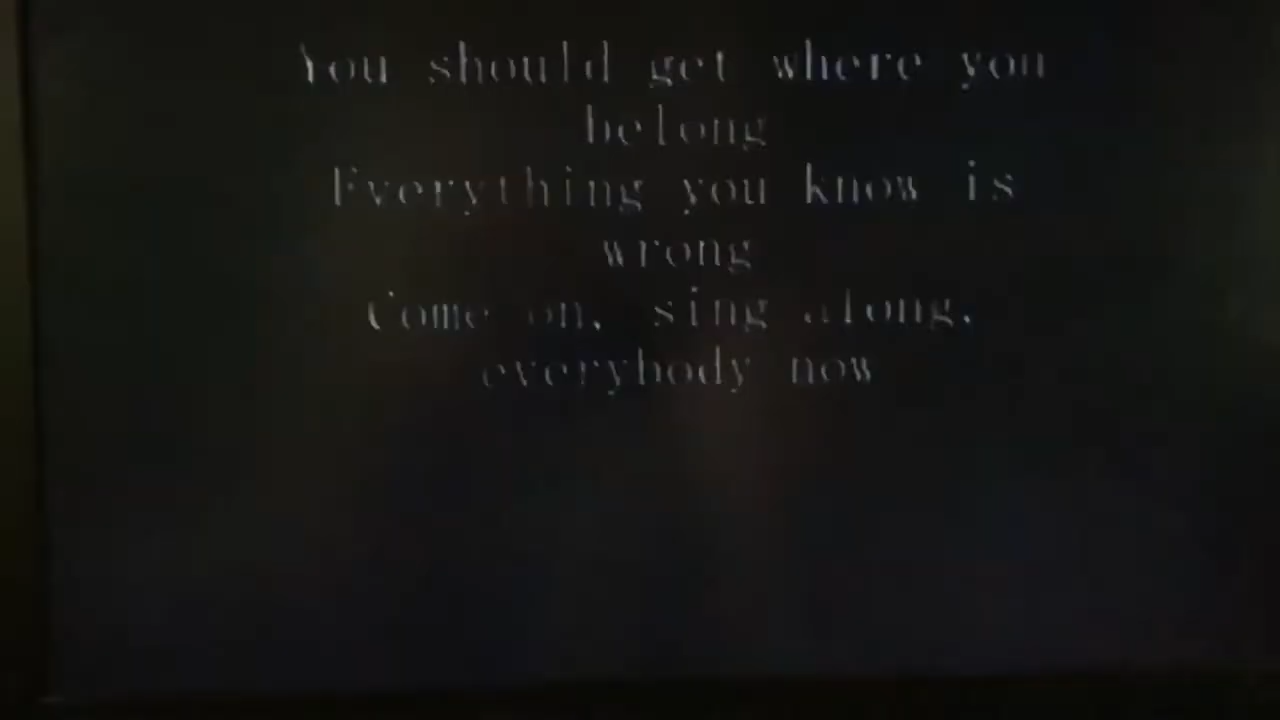 You should get where you
belong
Everything you know is
wrong
Come on, sing along,
everybody now